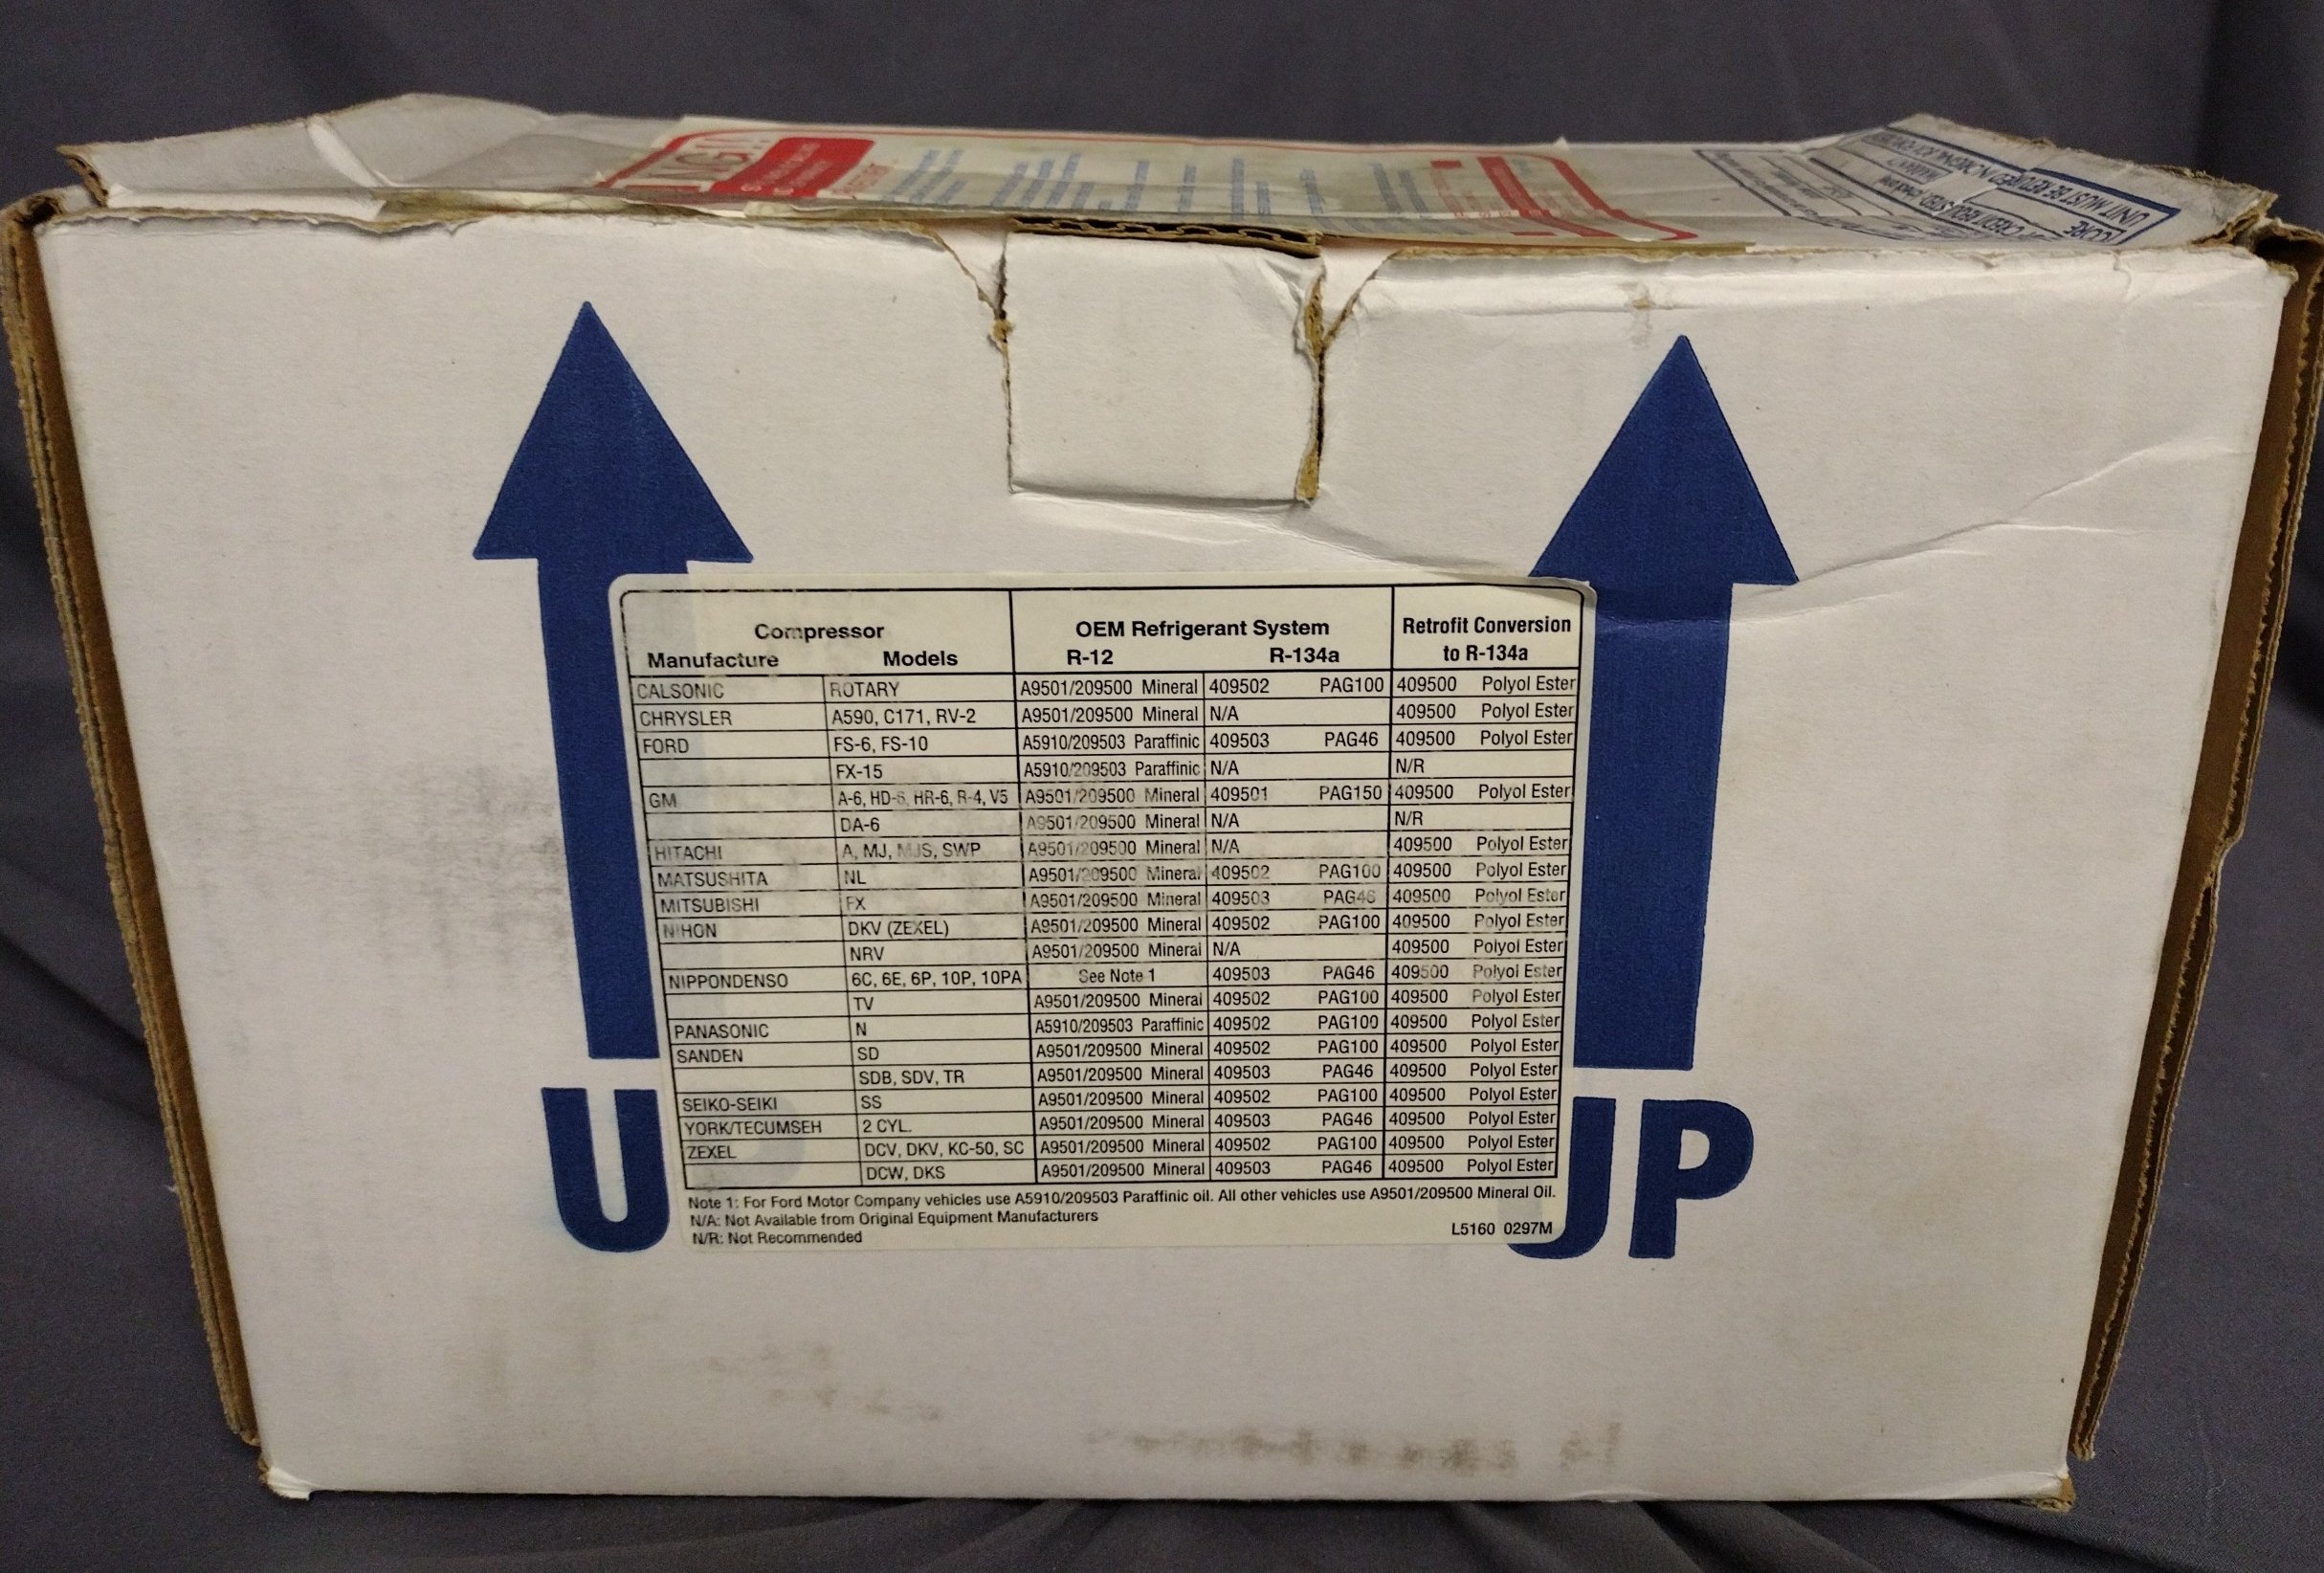 CORE
UNIT MUST BE RETURNED IN
Compressor OEM Refrigerant System Retrofit Conversion
Manufacture Models R-12 R-134a to R-134a
CALSONIC ROTARY A9501/209500 Mineral 409502 PAG100 409500 Polyol Ester
CHRYSLER A590, C171, RV-2 A9501/209500 Mineral N/A 409500 Polyol Ester
FORD FS-6, FS-10 A5910/209503 Paraffinic 409503 PAG46 409500 Polyol Ester
FX-15 A5910/209503 Paraffinic N/A N/R
GM A-6, HD-6, HR-6, R-4, V5 A9501/209500 Mineral 409501 PAG150 409500 Polyol Ester
DA-6 A9501/209500 Mineral N/A N/R
HITACHI A, MJ, MJS, SWP A9501/209500 Mineral N/A 409500 Polyol Ester
MATSUSHITA NL A9501/209500 Mineral 409502 PAG100 409500 Polyol Ester
MITSUBISHI FX A9501/209500 Mineral 409503 PAG46 409500 Polyol Ester
NIHON DKV (ZEXEL) A9501/209500 Mineral 409502 PAG100 409500 Polyol Ester
NRV A9501/209500 Mineral N/A 409500 Polyol Ester
NIPPONDENSO 6C, 6E, 6P, 10P, 10PA See Note 1 409503 PAG46 409500 Polyol Ester
TV A9501/209500 Mineral 409502 PAG100 409500 Polyol Ester
PANASONIC N A5910/209503 Paraffinic 409502 PAG100 409500 Polyol Ester
SANDEN SD A9501/209500 Mineral 409502 PAG100 409500 Polyol Ester
SDB, SDV, TR A9501/209500 Mineral 409503 PAG46 409500 Polyol Ester
SEIKO-SEIKI SS A9501/209500 Mineral 409502 PAG100 409500 Polyol Ester
YORK/TECUMSEH 2 CYL. A9501/209500 Mineral 409503 PAG46 409500 Polyol Ester
ZEXEL DCV, DKV, KC-50, SC A9501/209500 Mineral 409502 PAG100 409500 Polyol Ester
DCW, DKS A9501/209500 Mineral 409503 PAG46 409500 Polyol Ester
Note 1: For Ford Motor Company vehicles use A5910/209503 Paraffinic oil. All other vehicles use A9501/209500 Mineral Oil.
N/A: Not Available from Original Equipment Manufacturers
N/R: Not Recommended L5160 0297M
U UP